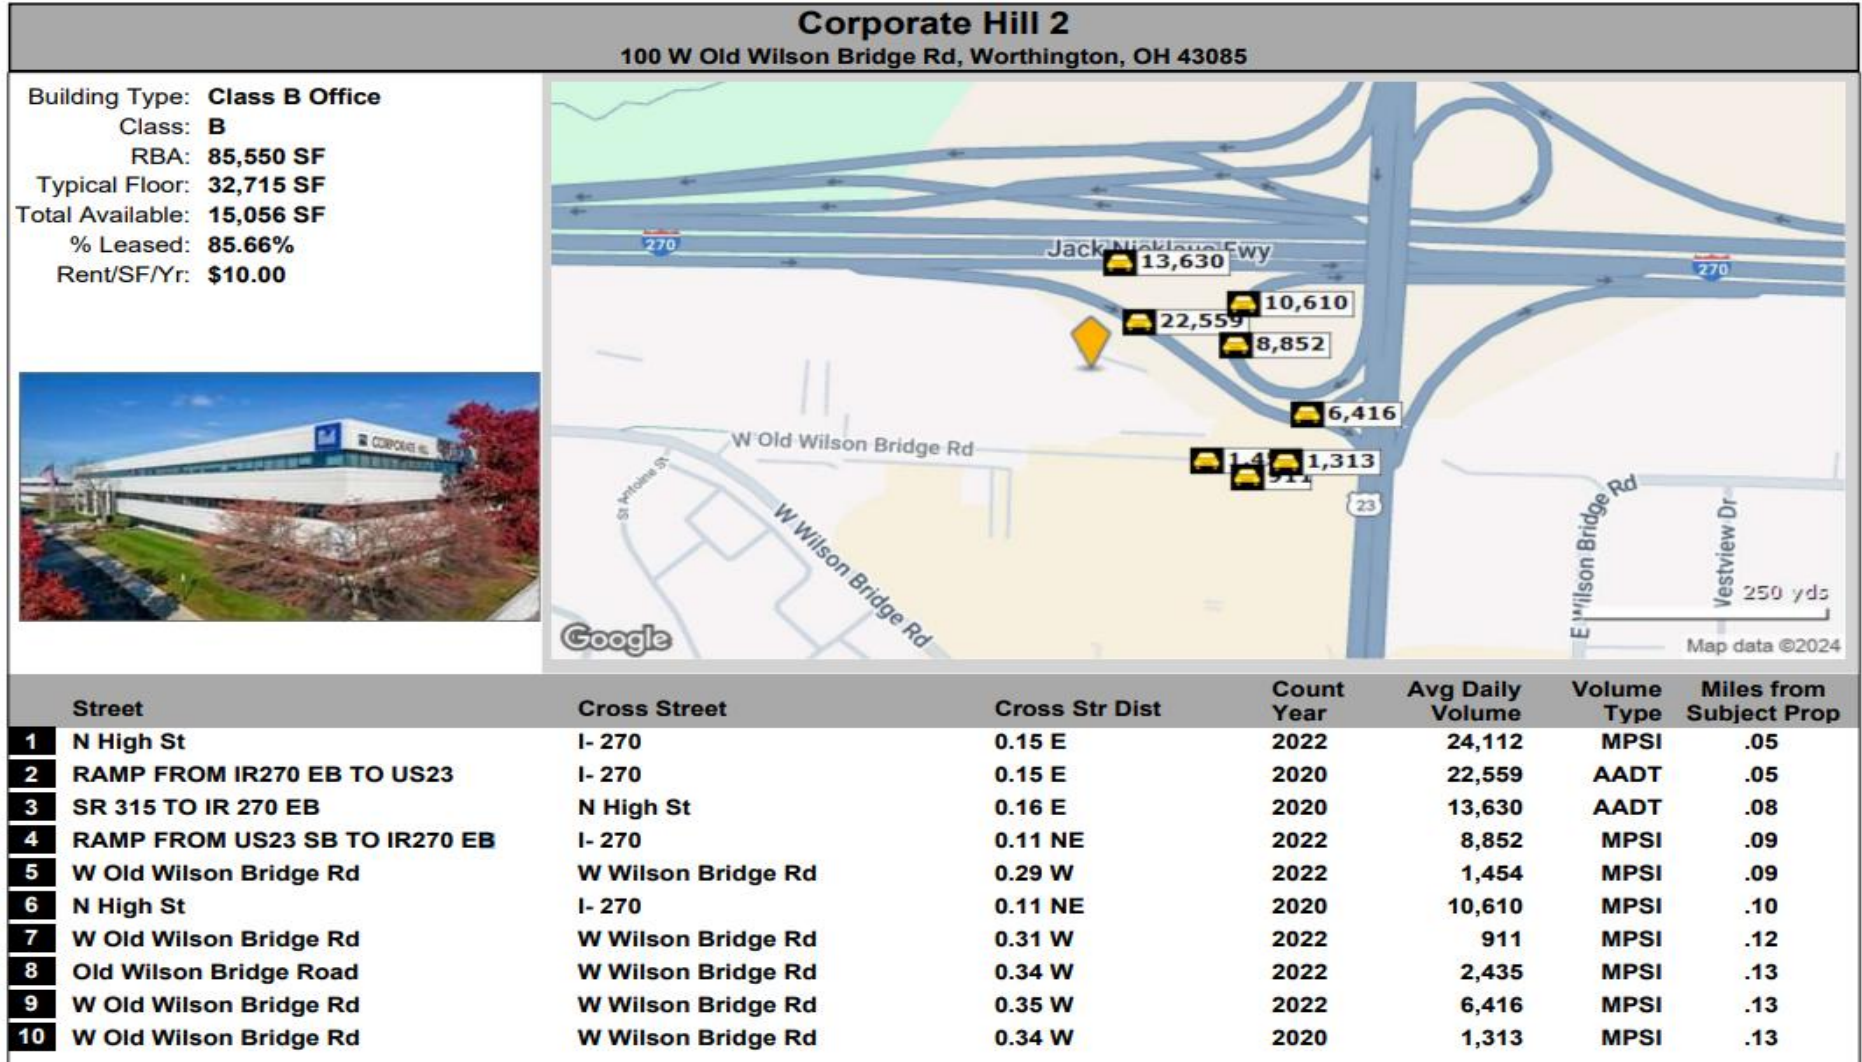 Corporate Hill 2
100 W Old Wilson Bridge Rd, Worthington, OH 43085
Building Type: Class B Office
Class: B
RBA: 85,550 SF
Typical Floor: 32,715 SF
Total Available: 15,056 SF
% Leased: 85.66%
Rent/SF/Yr: $10.00
CORPORATE HILL
270
Jack Nicklaus Fwy
270
13,630
10,610
22,559
8,852
6,416
W Old Wilson Bridge Rd
1,313
911
23
St Antoine St
W Wilson Bridge Rd
E Wilson Bridge Rd
Vestview Dr
250 yds
Google
Map data ©2024
Street Cross Street Cross Str Dist Count Year Avg Daily Volume Volume Type Miles from Subject Prop
1 N High St I- 270 0.15 E 2022 24,112 MPSI .05
2 RAMP FROM IR270 EB TO US23 I- 270 0.15 E 2020 22,559 AADT .05
3 SR 315 TO IR 270 EB N High St 0.16 E 2020 13,630 AADT .08
4 RAMP FROM US23 SB TO IR270 EB I- 270 0.11 NE 2022 8,852 MPSI .09
5 W Old Wilson Bridge Rd W Wilson Bridge Rd 0.29 W 2022 1,454 MPSI .09
6 N High St I- 270 0.11 NE 2020 10,610 MPSI .10
7 W Old Wilson Bridge Rd W Wilson Bridge Rd 0.31 W 2022 911 MPSI .12
8 Old Wilson Bridge Road W Wilson Bridge Rd 0.34 W 2022 2,435 MPSI .13
9 W Old Wilson Bridge Rd W Wilson Bridge Rd 0.35 W 2022 6,416 MPSI .13
10 W Old Wilson Bridge Rd W Wilson Bridge Rd 0.34 W 2020 1,313 MPSI .13